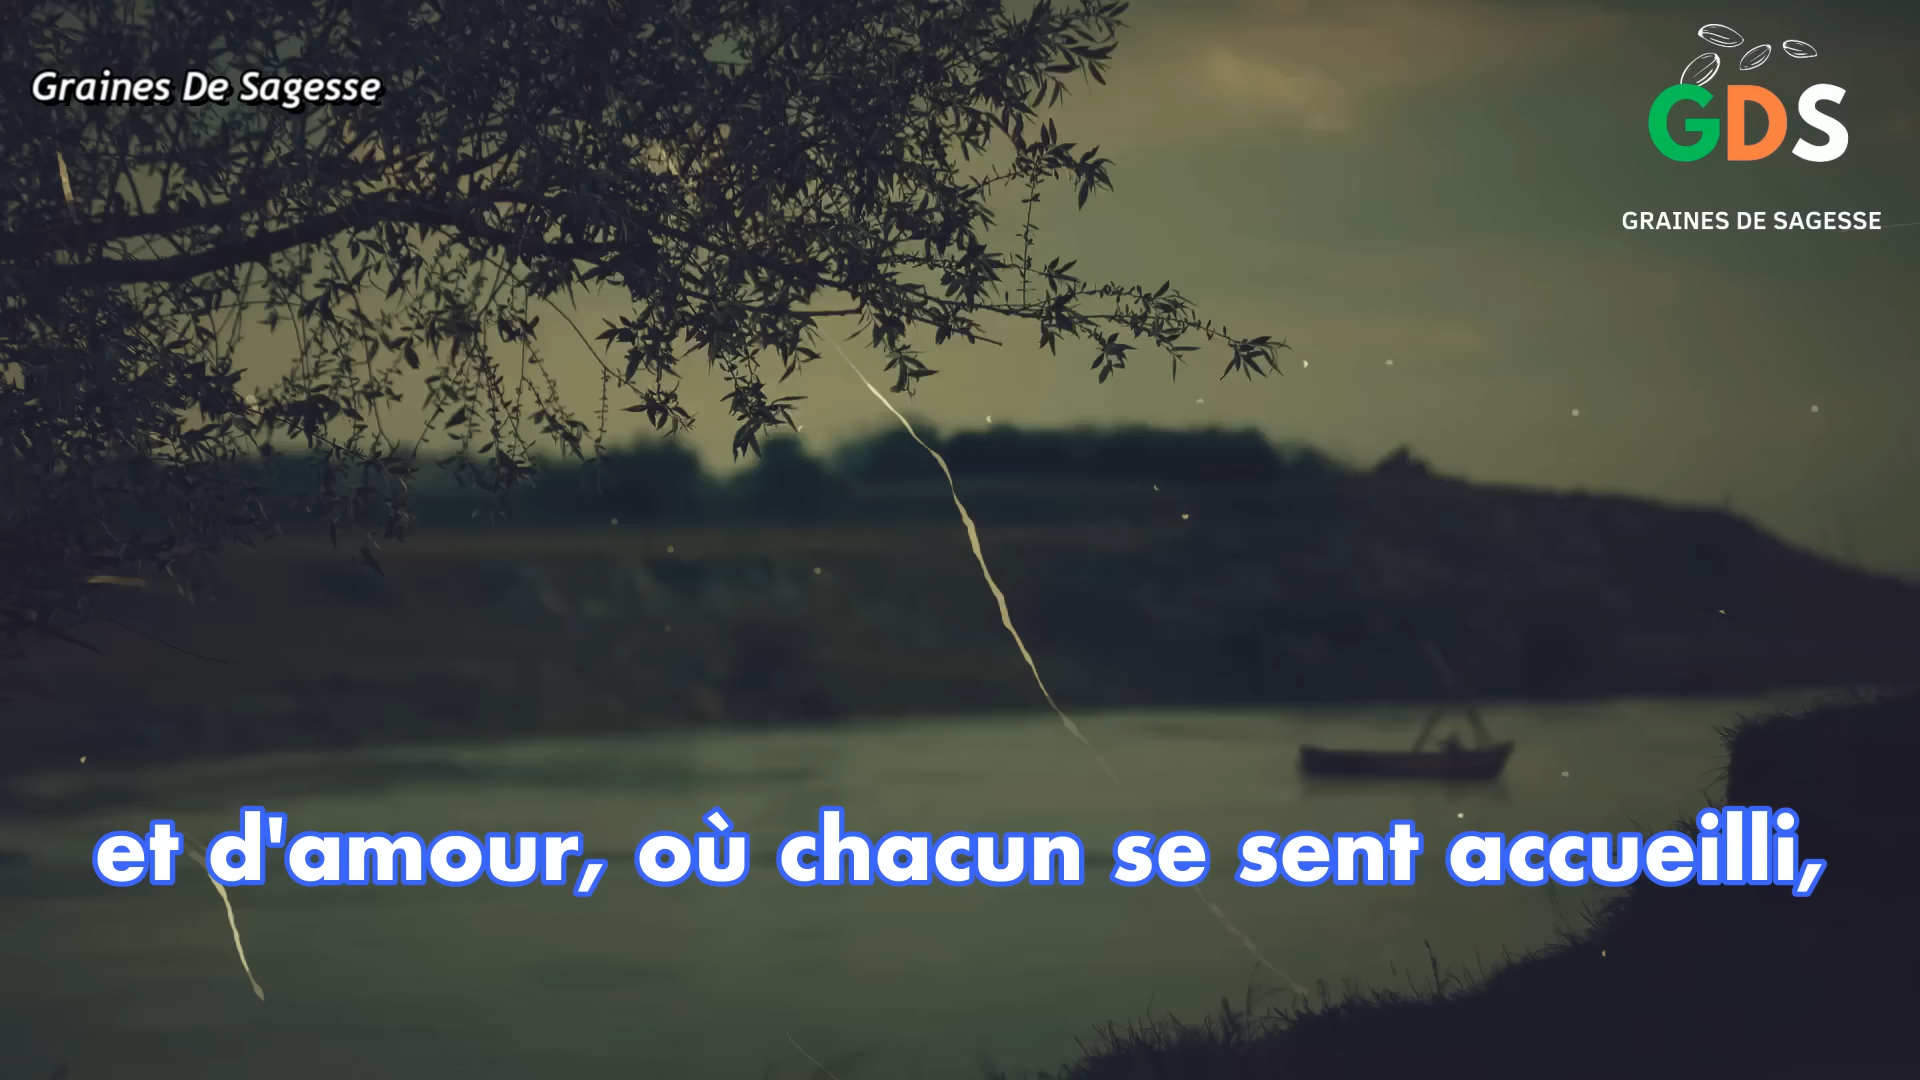 Graines De Sagesse
GDS
GRAINES DE SAGESSE
et d'amour, où chacun se sent accueilli,